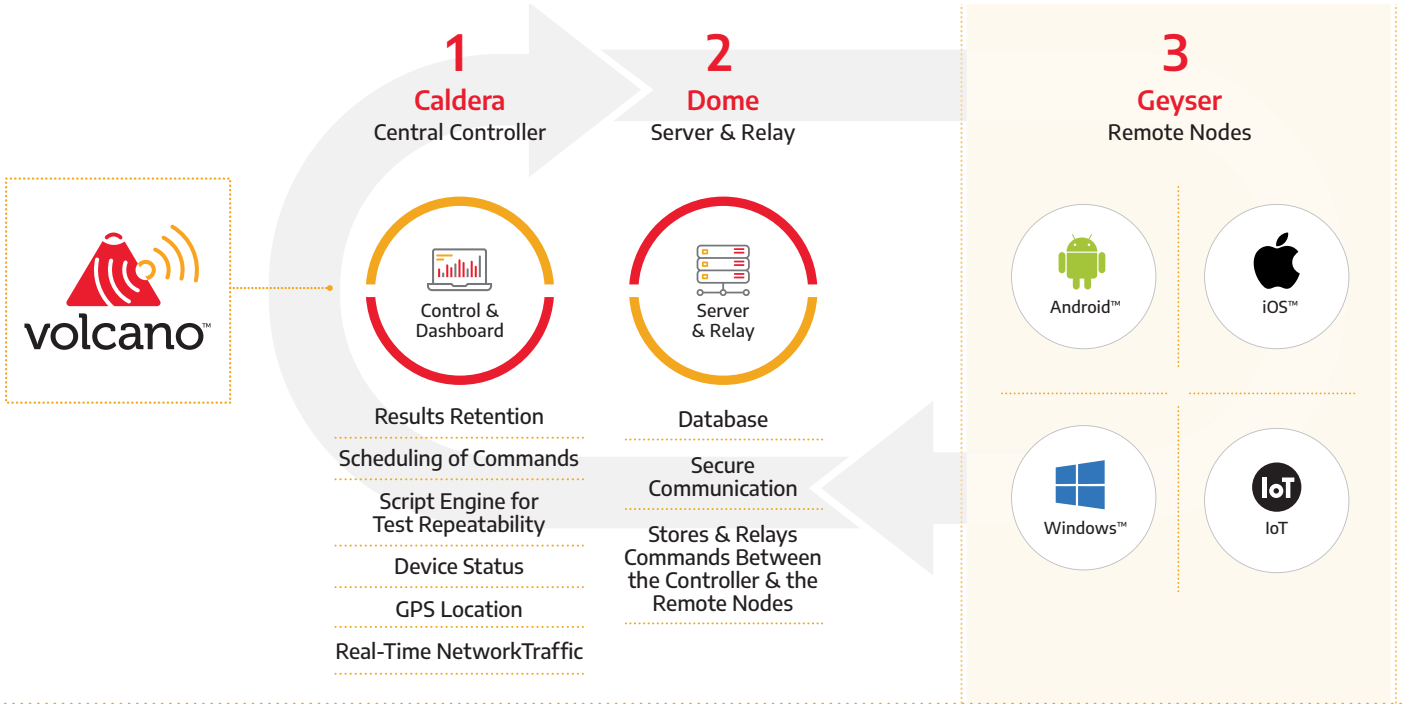 volcano™
1
Caldera
Central Controller
Control &
Dashboard
Results Retention
Scheduling of Commands
Script Engine for
Test Repeatability
Device Status
GPS Location
Real-Time NetworkTraffic
2
Dome
Server & Relay
Server
& Relay
Database
Secure
Communication
Stores & Relays
Commands Between
the Controller & the
Remote Nodes
3
Geyser
Remote Nodes
Android™
iOS™
Windows™
IoT
IoT